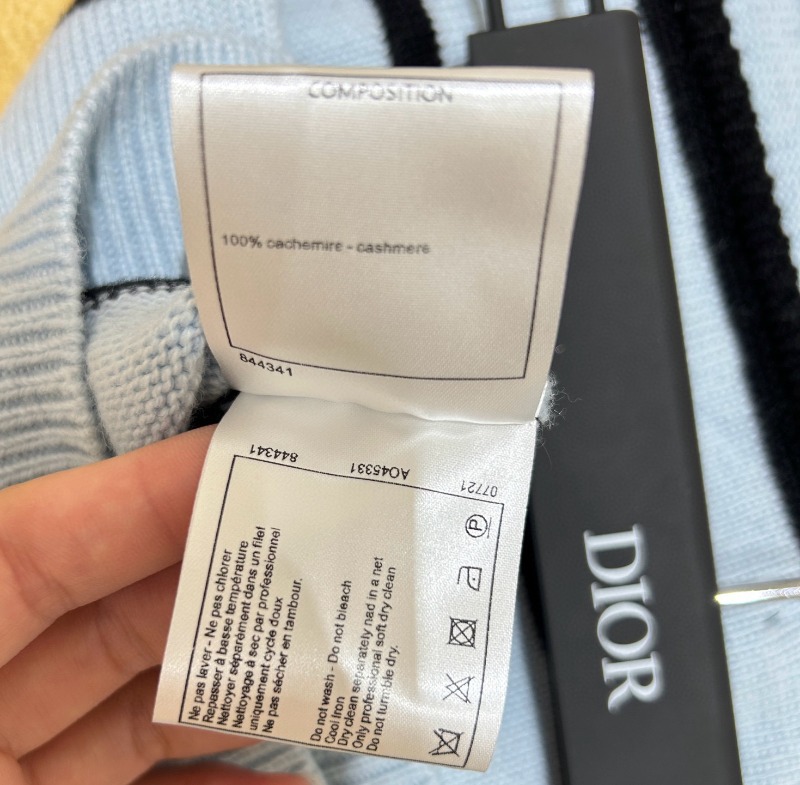 COMPOSITION
100% cachemire - cashmere
844341
844341
AO45331
07721
Ne pas laver - Ne pas chlorer
Repasser à basse température
Nettoyer séparément dans un filet
Nettoyage à sec par professionnel
uniquement cycle doux
Ne pas sécher en tambour.
Do not wash - Do not bleach
Cool iron
Dry clean separately nad in a net
Only professional soft dry clean
Do not tumble dry.
P
DIOR